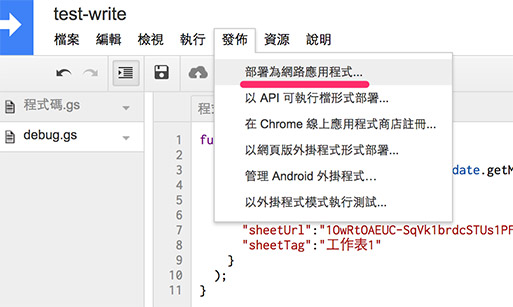 test-write
檔案 編輯 檢視 執行 發佈 資源 說明
部署為網路應用程式...
以 API 可執行檔形式部署...
在 Chrome 線上應用程式商店註冊...
以網頁版外掛程式形式部署...
管理 Android 外掛程式...
以外掛程式模式執行測試...
程式碼.gs
debug.gs
程式
1 fu
2
3 date.getM
4
5
6
7 "sheetUrl":"1OwRtOAEUC-SqVk1brdcSTUs1PF
8 "sheetTag":"工作表1"
9 }
10 );
11 }